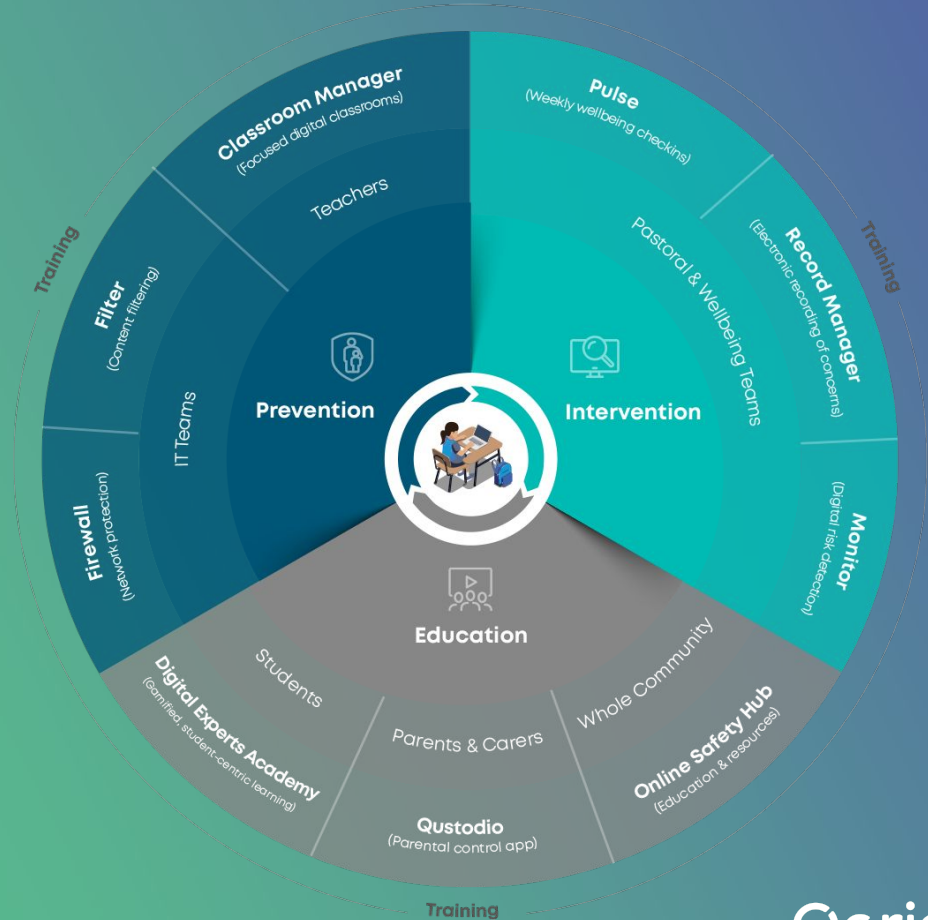 Classroom Manager
(Focused digital classrooms)
Teachers
Pulse
(Weekly wellbeing checkins)
Training
Filter
(Content filtering)
IT Teams
Firewall
(Network protection)
Prevention
Intervention
Pastoral & Wellbeing Teams
Record Manager
(Electronic recording of concerns)
Training
Monitor
(Digital risk detection)
Education
Students
Digital Experts Academy
(Gamified, student-centric learning)
Parents & Carers
Qustodio
(Parental control app)
Whole Community
Online Safety Hub
(Education & resources)
Training